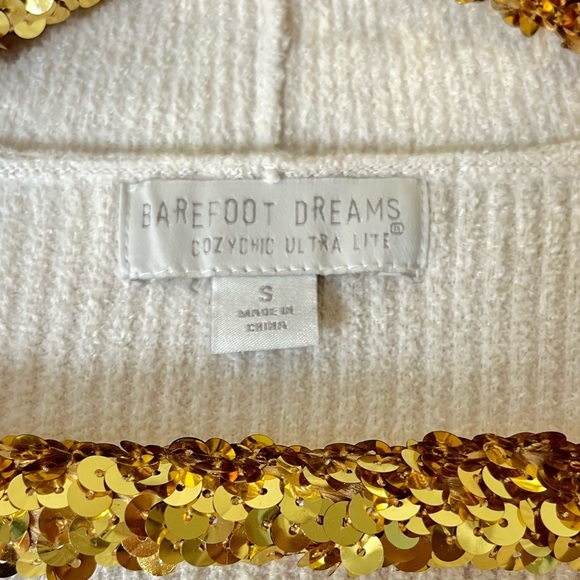 BAREFOOT DREAMS
COZYCHIC ULTRA LITE®
S
MADE IN
CHINA